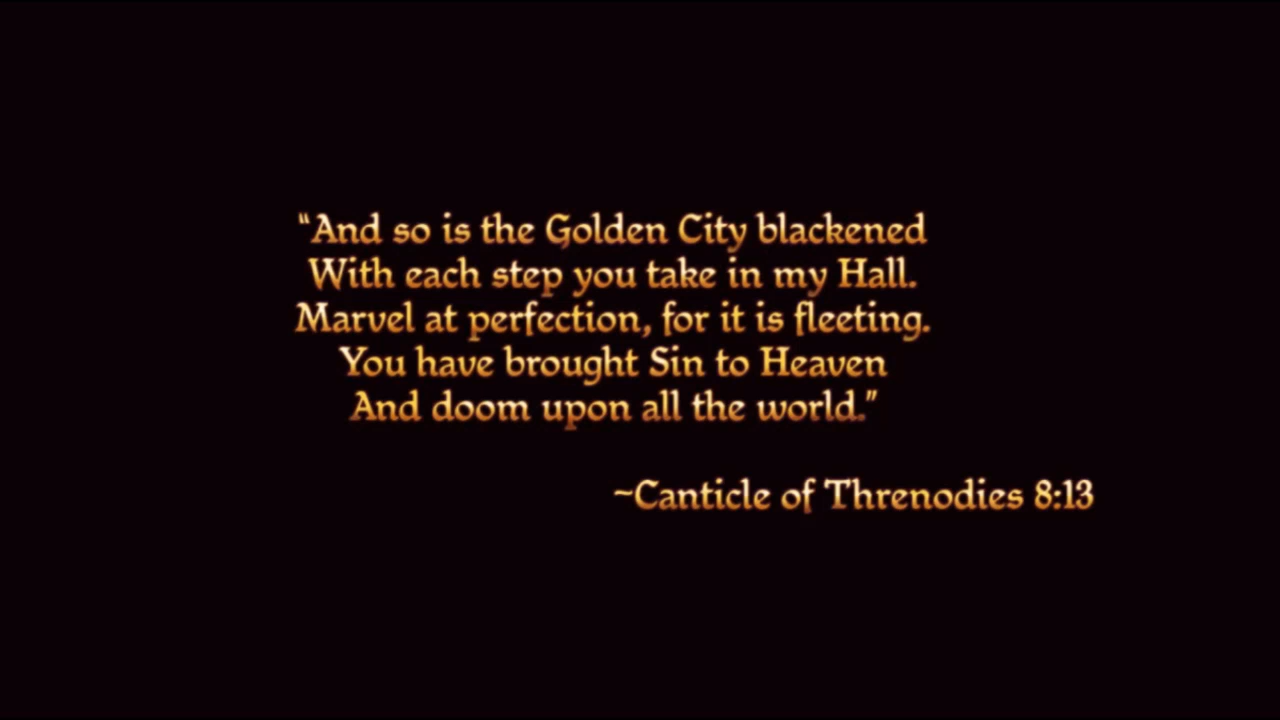 “And so is the Golden City blackened
With each step you take in my Hall.
Marvel at perfection, for it is fleeting.
You have brought Sin to Heaven
And doom upon all the world.”
~Canticle of Threnodies 8:13